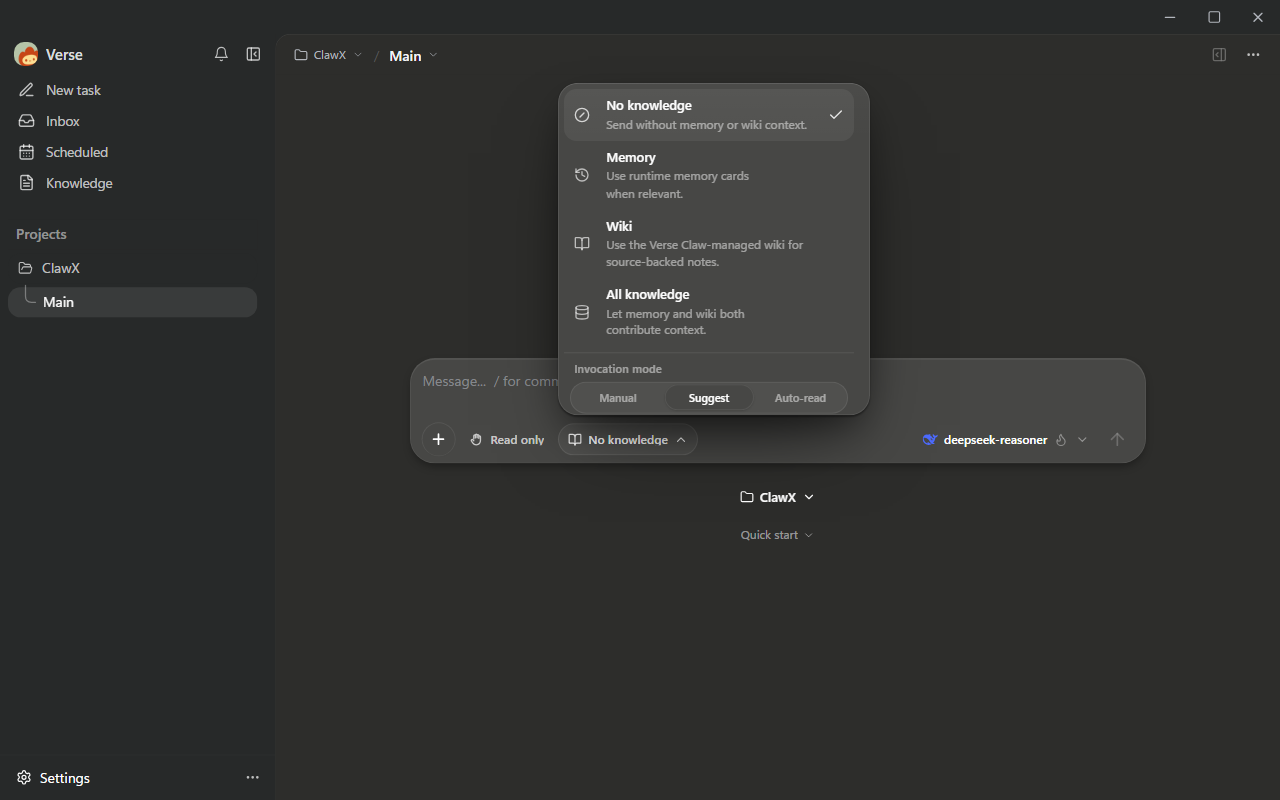 Verse
New task
Inbox
Scheduled
Knowledge
Projects
ClawX
Main
Settings
ClawX / Main
No knowledge
Send without memory or wiki context.
Memory
Use runtime memory cards
when relevant.
Wiki
Use the Verse Claw-managed wiki for
source-backed notes.
All knowledge
Let memory and wiki both
contribute context.
Invocation mode
Manual Suggest Auto-read
Message... / for comm
Read only No knowledge deepseek-reasoner
ClawX
Quick start